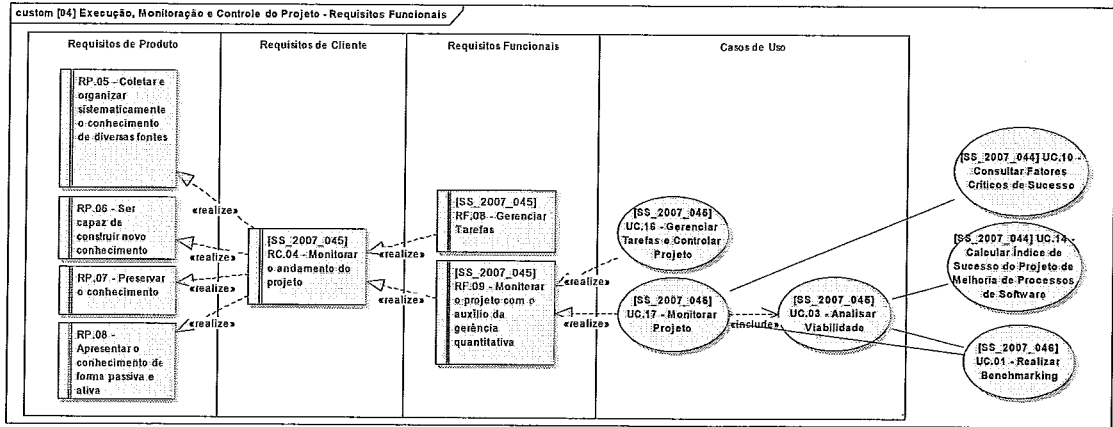 custom [04] Execução, Monitoração e Controle do Projeto - Requisitos Funcionais
Requisitos de Produto
Requisitos de Cliente
Requisitos Funcionais
Casos de Uso
RP.05 - Coletar e
organizar
sistematicamente
o conhecimento
de diversas fontes
RP.06 - Ser
capaz de
construir novo
conhecimento
RP.07 - Preservar
o conhecimento
RP.08 -
Apresentar o
conhecimento de
forma passiva e
ativa
«realize»
«realize»
«realize»
[SS_2007_045]
RC.04 - Monitorar
o andamento do
projeto
«realize»
«realize»
[SS_2007_045]
RF.08 - Gerenciar
Tarefas
[SS_2007_045]
RF.09 - Monitorar
o projeto com o
auxílio da
gerência
quantitativa
«realize»
«realize»
[SS_2007_045]
UC.16 - Gerenciar
Tarefas e Controlar
Projeto
[SS_2007_045]
UC.17 - Monitorar
Projeto
«include»
[SS_2007_045]
UC.03 - Analisar
Viabilidade
[SS_2007_044] UC.10 -
Consultar Fatores
Críticos de Sucesso
[SS_2007_044] UC.14 -
Calcular Índice de
Sucesso do Projeto de
Melhoria de Processos
de Software
[SS_2007_046]
UC.01 - Realizar
Benchmarking